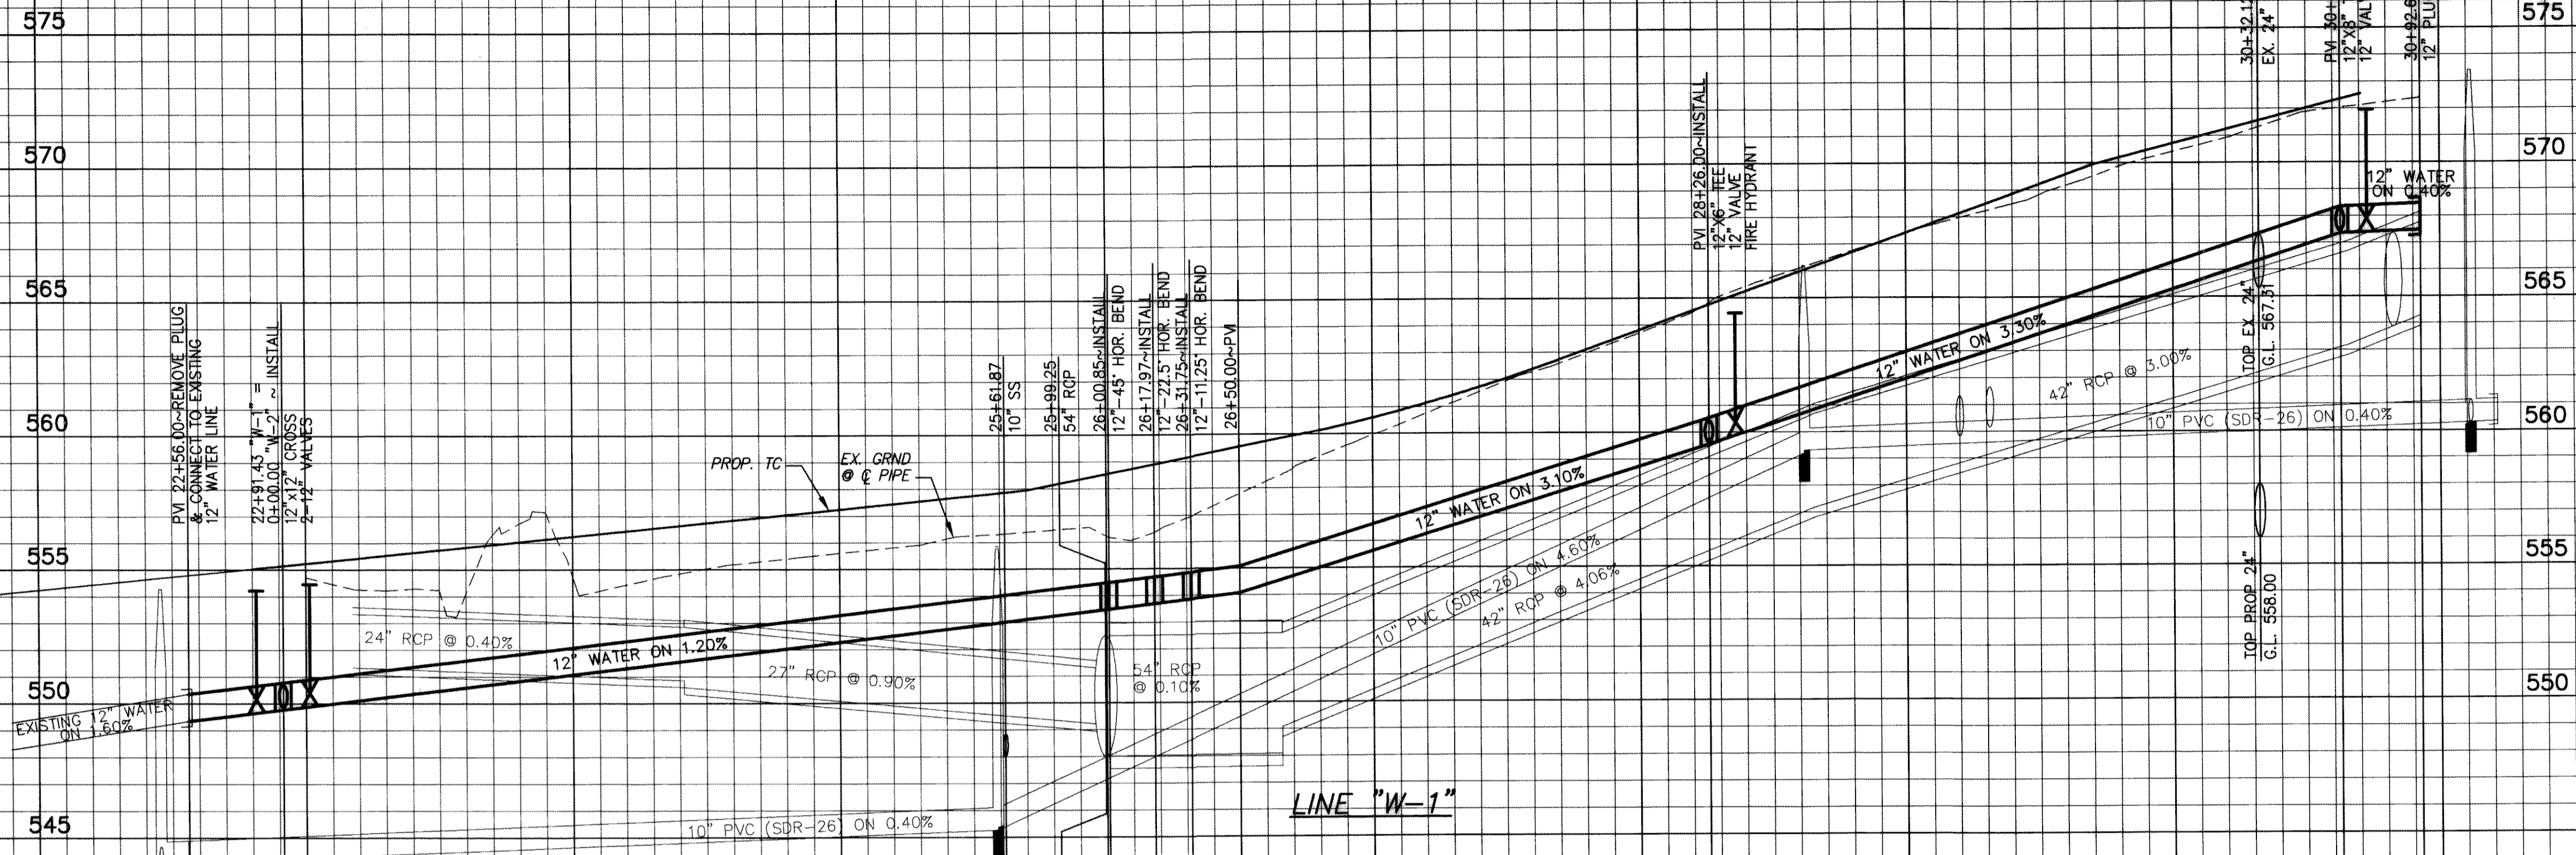 575
570
565
560
555
550
545
PVI 22+56.00~REMOVE PLUG
& CONNECT TO EXISTING
12" WATER LINE
22+91.43 "W-1" =
0+00.00 "W-2" ~ INSTALL
12"x12" CROSS
2-12" VALVES
EXISTING 12" WATER
ON 1.60%
24" RCP @ 0.40%
12" WATER ON 1.20%
27" RCP @ 0.90%
10" PVC (SDR-26) ON 0.40%
PROP. TC
EX. GRND
@ ℄ PIPE
25+61.87
10" SS
25+99.25
54" RCP
26+00.85~INSTALL
12"-45° HOR. BEND
26+17.97~INSTALL
12"-22.5° HOR. BEND
26+31.75~INSTALL
12"-11.25° HOR. BEND
26+50.00~PVI
54" RCP
@ 0.10%
12" WATER ON 3.10%
10" PVC (SDR-26) ON 4.60%
42" RCP @ 4.06%
LINE "W-1"
PVI 28+26.00~INSTALL
12"X6" TEE
12" VALVE
FIRE HYDRANT
12" WATER ON 3.30%
42" RCP @ 3.00%
10" PVC (SDR-26) ON 0.40%
EX. 24"
TOP EX. 24"
G.L. 567.31
TOP PROP 24"
G.L. 558.00
PVI 30+
12"X8"
12"
12"
12" WATER
ON 0.40%
575
570
565
560
555
550